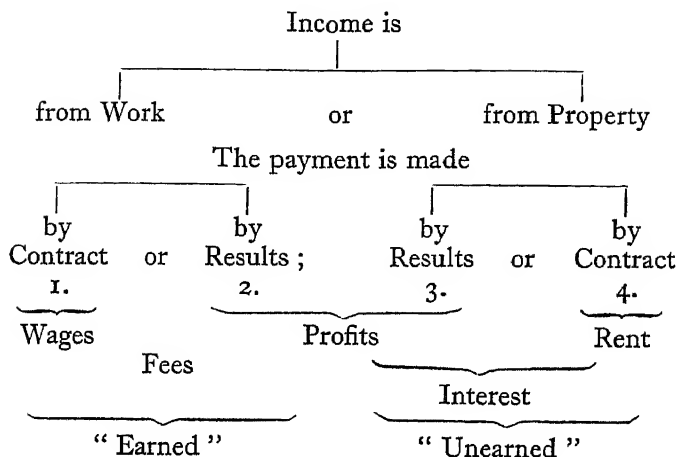 Income is
from Work or from Property
The payment is made
by by by by
Contract or Results ; Results or Contract
1. 2. 3. 4.
Wages Profits Rent
Fees
Interest
“ Earned ” “ Unearned ”